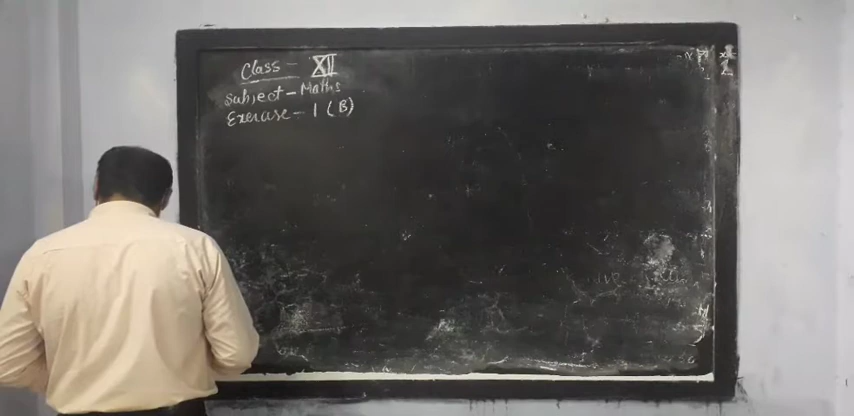 Class - XII
Subject - Maths
Exercise - 1 (B)